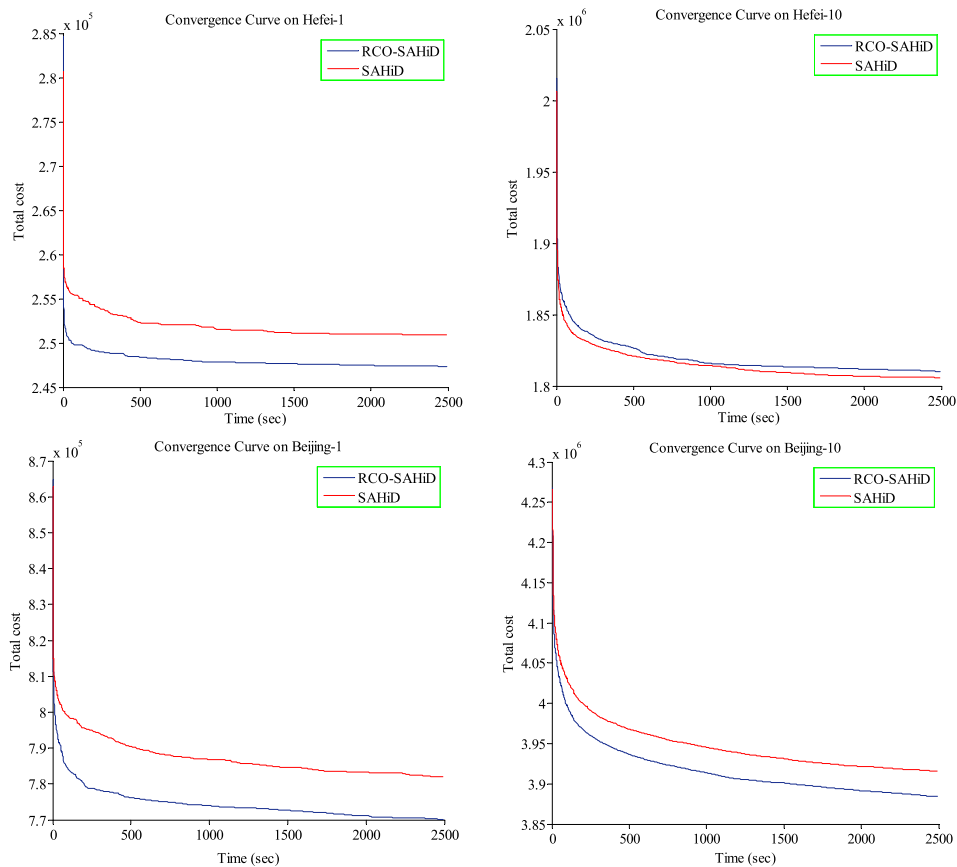 Convergence Curve on Hefei-1
x 10^5
2.85
2.8
2.75
2.7
2.65
2.6
2.55
2.5
2.45
Total cost
0 500 1000 1500 2000 2500
Time (sec)
RCO-SAHiD
SAHiD
Convergence Curve on Hefei-10
x 10^6
2.05
2
1.95
1.9
1.85
1.8
Total cost
0 500 1000 1500 2000 2500
Time (sec)
RCO-SAHiD
SAHiD
Convergence Curve on Beijing-1
x 10^5
8.7
8.6
8.5
8.4
8.3
8.2
8.1
8
7.9
7.8
7.7
Total cost
0 500 1000 1500 2000 2500
Time (sec)
RCO-SAHiD
SAHiD
Convergence Curve on Beijing-10
x 10^6
4.3
4.25
4.2
4.15
4.1
4.05
4
3.95
3.9
3.85
Total cost
0 500 1000 1500 2000 2500
Time (sec)
RCO-SAHiD
SAHiD